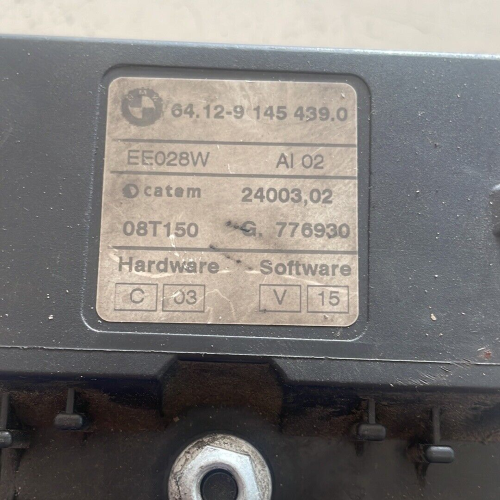 64.12-9 145 439.0
EE028W AI 02
catem 24003,02
08T150 G. 776930
Hardware Software
C 03 V 15